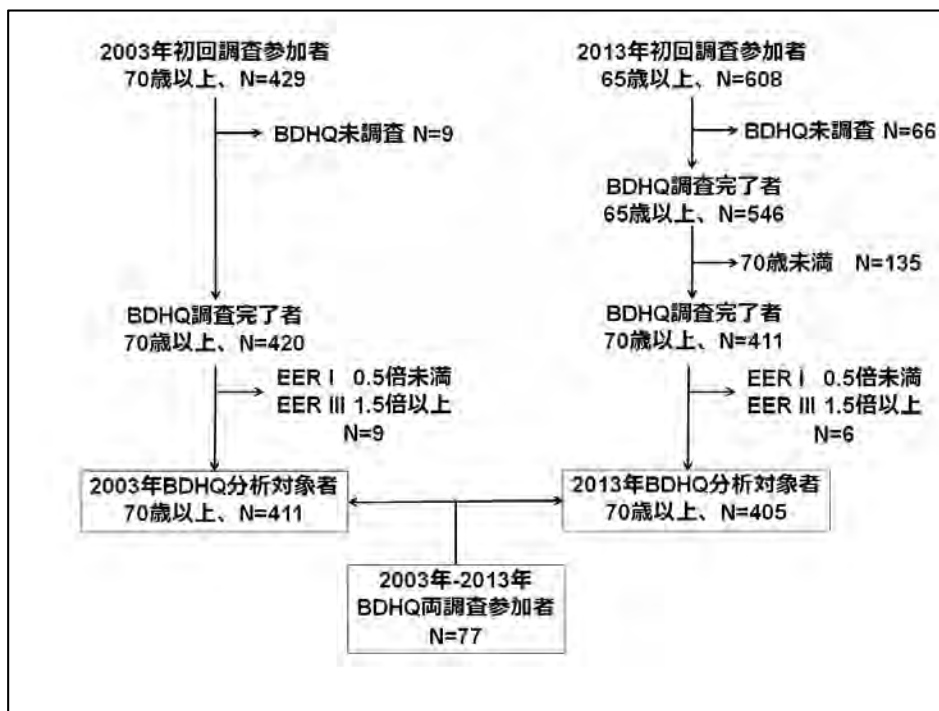 2003年初回調査参加者
70歳以上、N=429
BDHQ未調査 N=9
BDHQ調査完了者
70歳以上、N=420
EER Ⅰ 0.5倍未満
EER Ⅲ 1.5倍以上
N=9
2003年BDHQ分析対象者
70歳以上、N=411
2013年初回調査参加者
65歳以上、N=608
BDHQ未調査 N=66
BDHQ調査完了者
65歳以上、N=546
70歳未満 N=135
BDHQ調査完了者
70歳以上、N=411
EER Ⅰ 0.5倍未満
EER Ⅲ 1.5倍以上
N=6
2013年BDHQ分析対象者
70歳以上、N=405
2003年-2013年
BDHQ両調査参加者
N=77